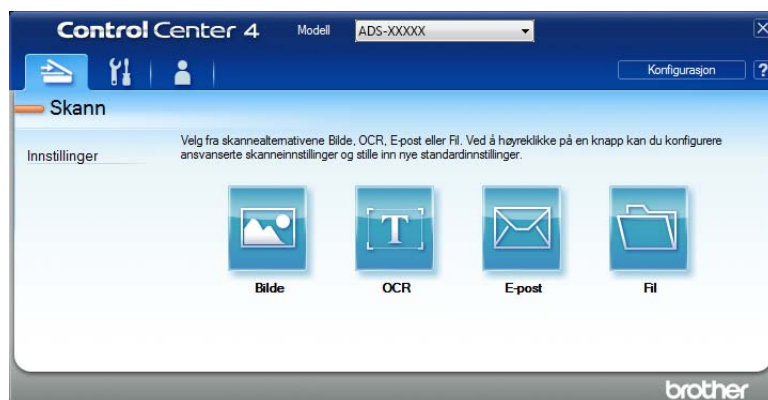 Control Center 4
Modell
ADS-XXXXX
Konfigurasjon
?
Skann
Innstillinger
Velg fra skannealternativene Bilde, OCR, E-post eller Fil. Ved å høyreklikke på en knapp kan du konfigurere
ansvanserte skanneinnstillinger og stille inn nye standardinnstillinger.
T
Bilde
OCR
E-post
Fil
brother